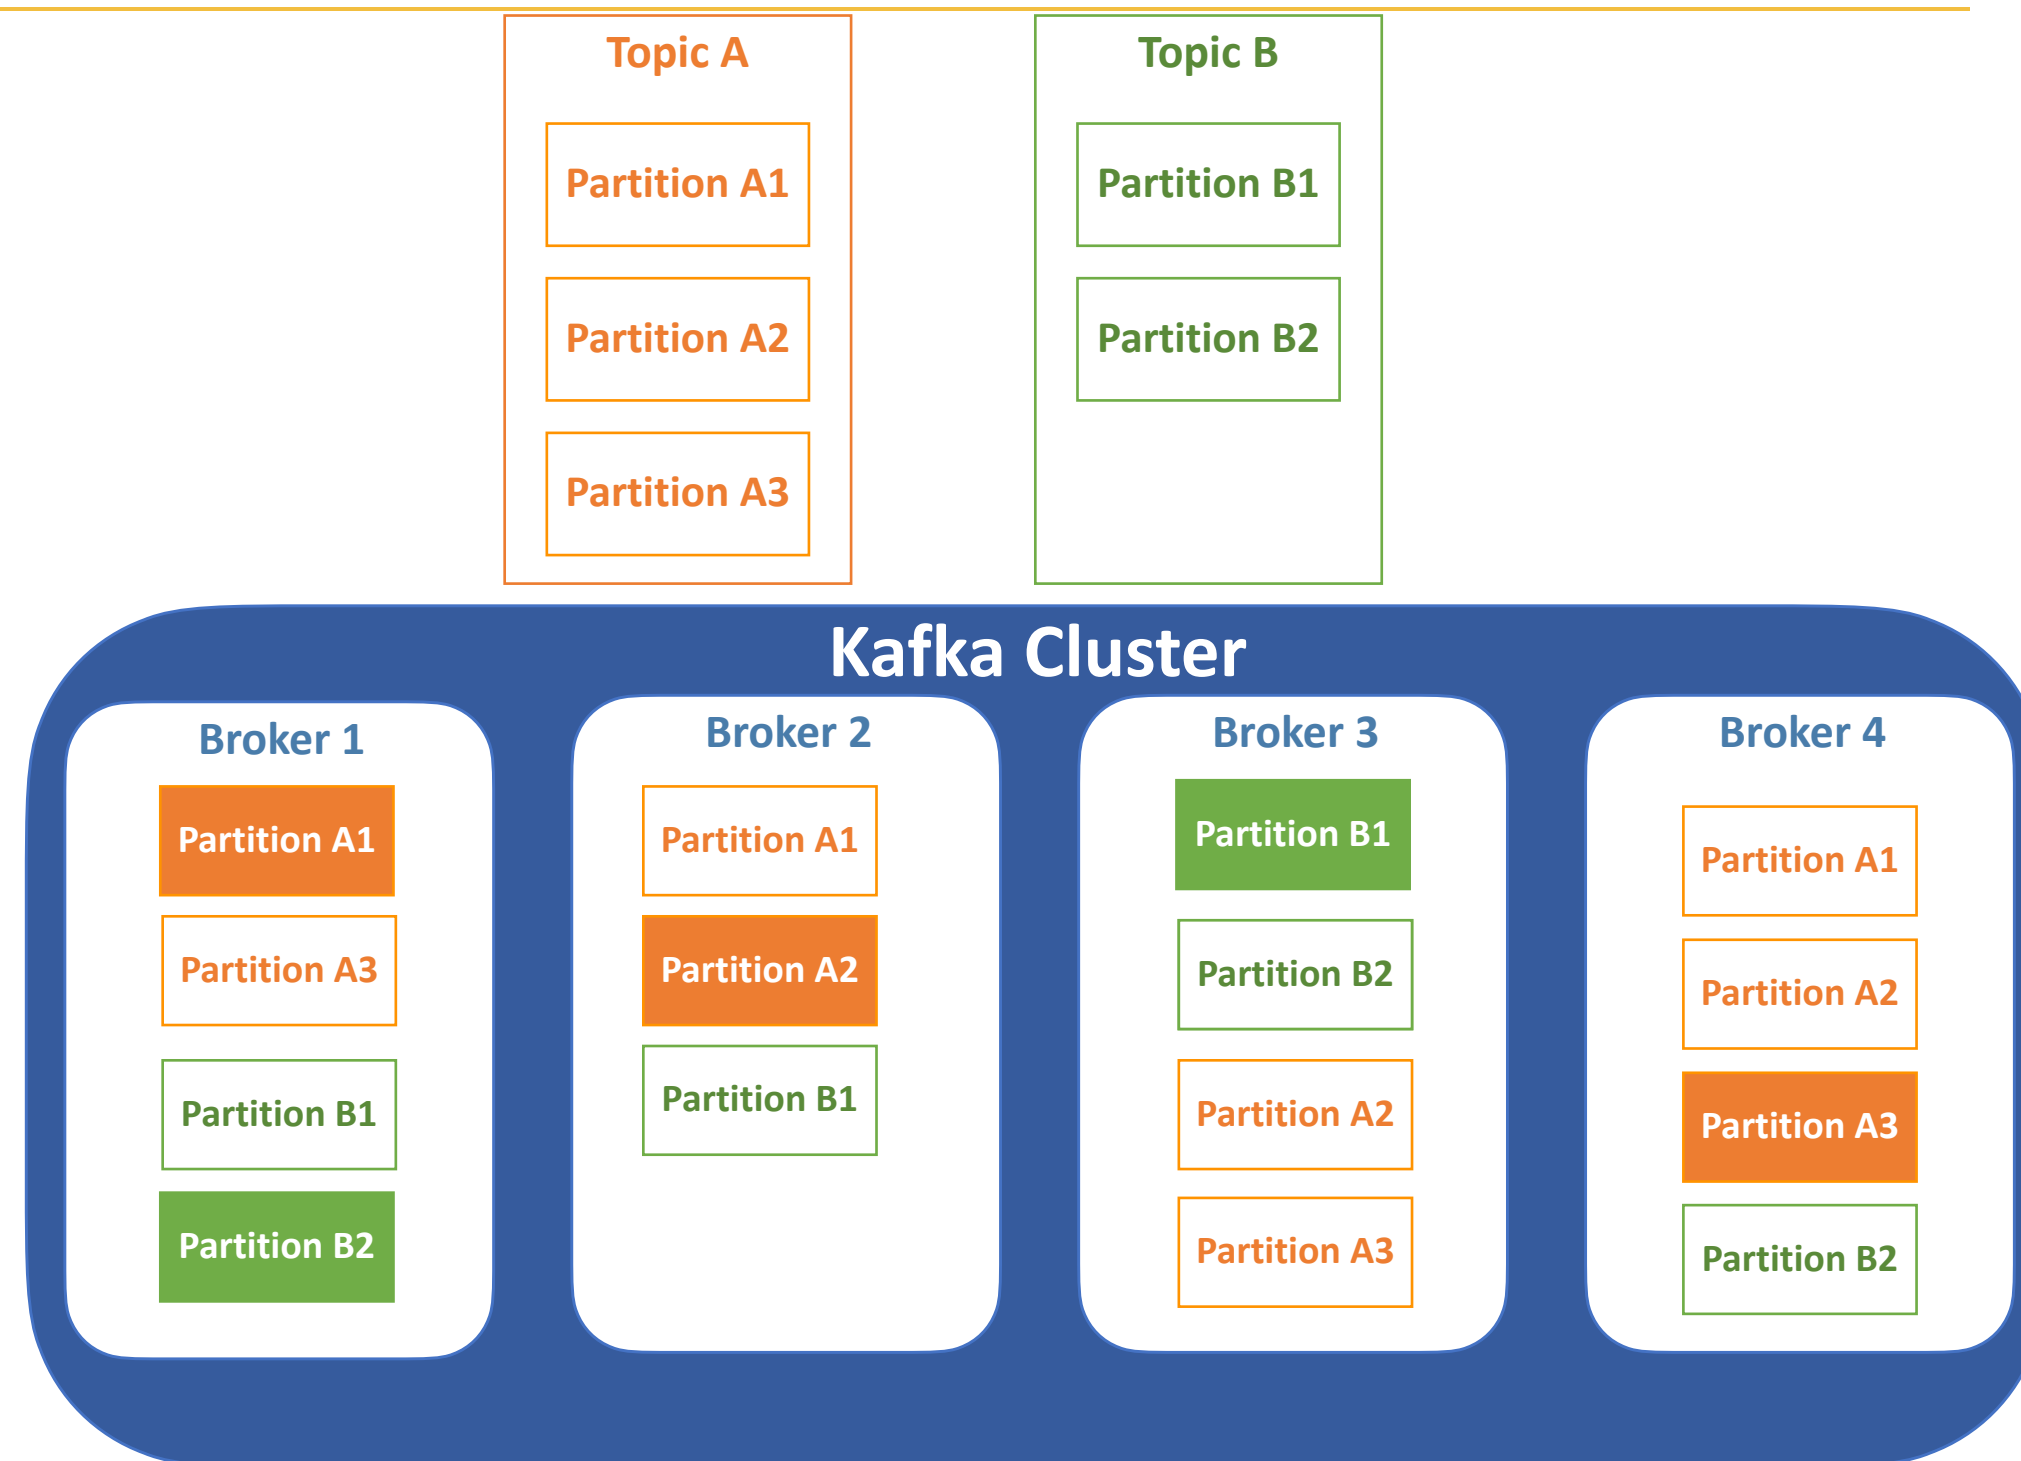 Topic A
Partition A1
Partition A2
Partition A3
Topic B
Partition B1
Partition B2
Kafka Cluster
Broker 1
Partition A1
Partition A3
Partition B1
Partition B2
Broker 2
Partition A1
Partition A2
Partition B1
Broker 3
Partition B1
Partition B2
Partition A2
Partition A3
Broker 4
Partition A1
Partition A2
Partition A3
Partition B2